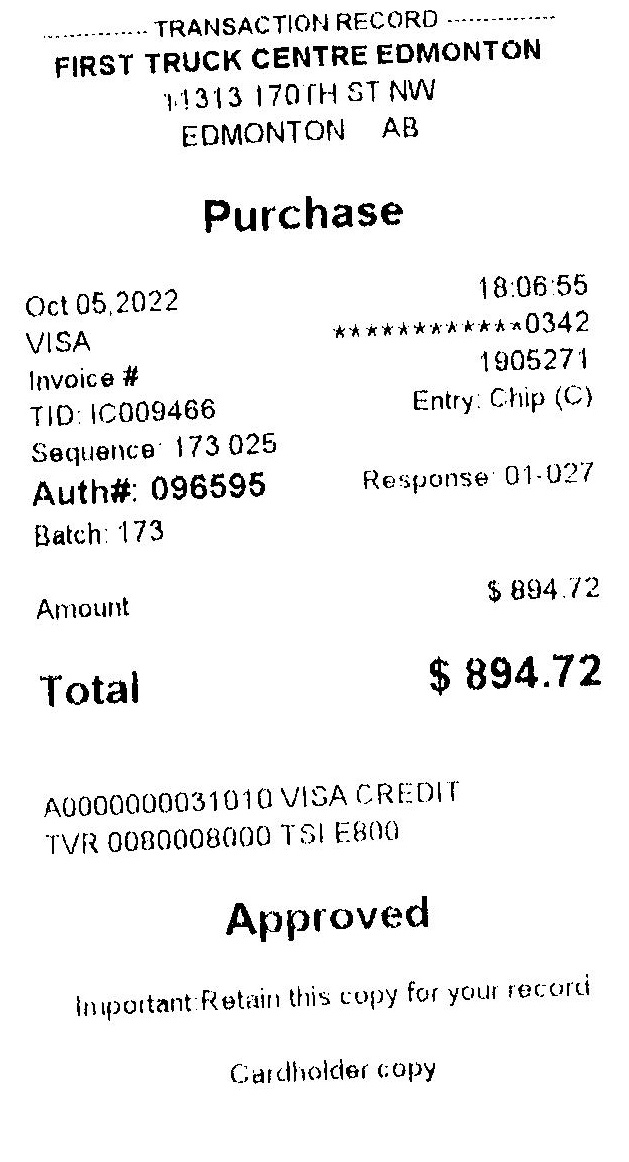 -------------- TRANSACTION RECORD --------------
FIRST TRUCK CENTRE EDMONTON
11313 170TH ST NW
EDMONTON AB
Purchase
Oct 05,2022 18:06:55
VISA ************0342
Invoice # 1905271
TID: IC009466 Entry: Chip (C)
Sequence: 173 025
Auth#: 096595 Response: 01-027
Batch: 173
Amount $ 894.72
Total $ 894.72
A0000000031010 VISA CREDIT
TVR 0080008000 TSI E800
Approved
Important:Retain this copy for your record
Cardholder copy